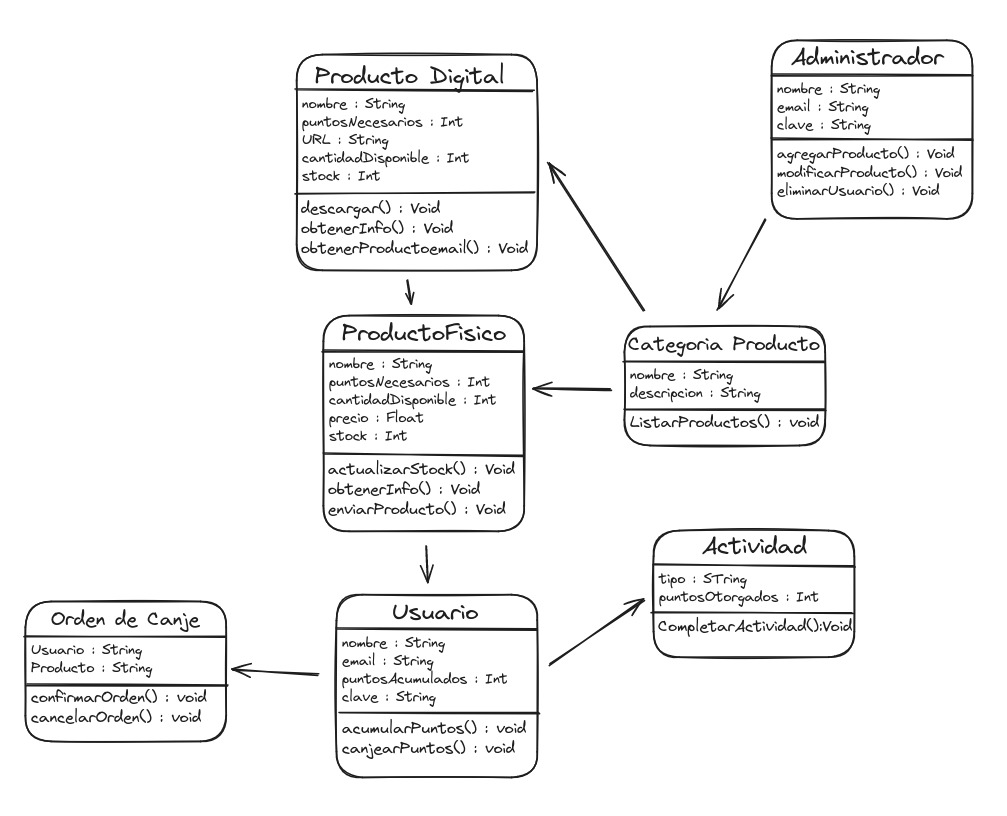 Producto Digital
nombre : String
puntosNecesarios : Int
URL : String
cantidadDisponible : Int
stock : Int
descargar() : Void
obtenerInfo() : Void
obtenerProductoemail() : Void
Administrador
nombre : String
email : String
clave : String
agregarProducto() : Void
modificarProducto() : Void
eliminarUsuario() : Void
ProductoFisico
nombre : String
puntosNecesarios : Int
cantidadDisponible : Int
precio : Float
stock : Int
actualizarStock() : Void
obtenerInfo() : Void
enviarProducto() : Void
Categoria Producto
nombre : String
descripcion : String
ListarProductos() : void
Actividad
tipo : STring
puntosOtorgados : Int
CompletarActividad():Void
Orden de Canje
Usuario : String
Producto : String
confirmarOrden() : void
cancelarOrden() : void
Usuario
nombre : String
email : String
puntosAcumulados : Int
clave : String
acumularPuntos() : void
canjearPuntos() : void